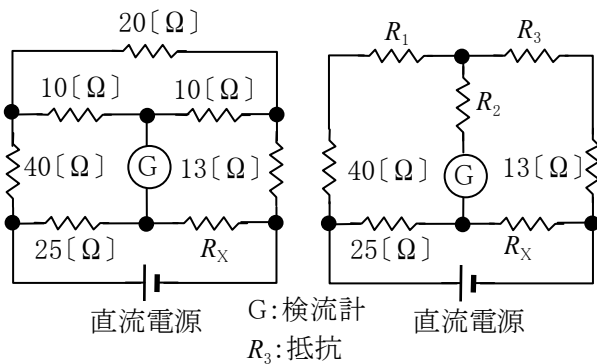 20〔Ω〕
10〔Ω〕 10〔Ω〕
40〔Ω〕 G 13〔Ω〕
25〔Ω〕 RX
直流電源
R1 R3
R2
40〔Ω〕 G 13〔Ω〕
25〔Ω〕 RX
直流電源
G:検流計
R3:抵抗